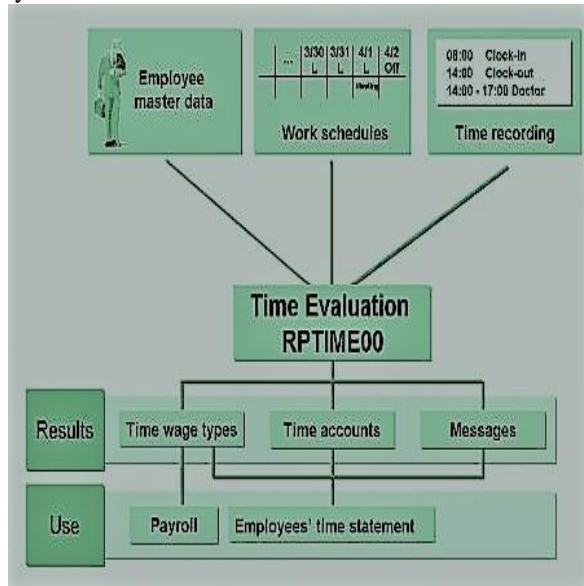 Employee
master data
... 3/30 3/31 4/1 4/2
L L L Off
Work schedules
08:00 Clock-in
14:00 Clock-out
14:00 - 17:00 Doctor
Time recording
Time Evaluation
RPTIME00
Results
Time wage types
Time accounts
Messages
Use
Payroll
Employees' time statement